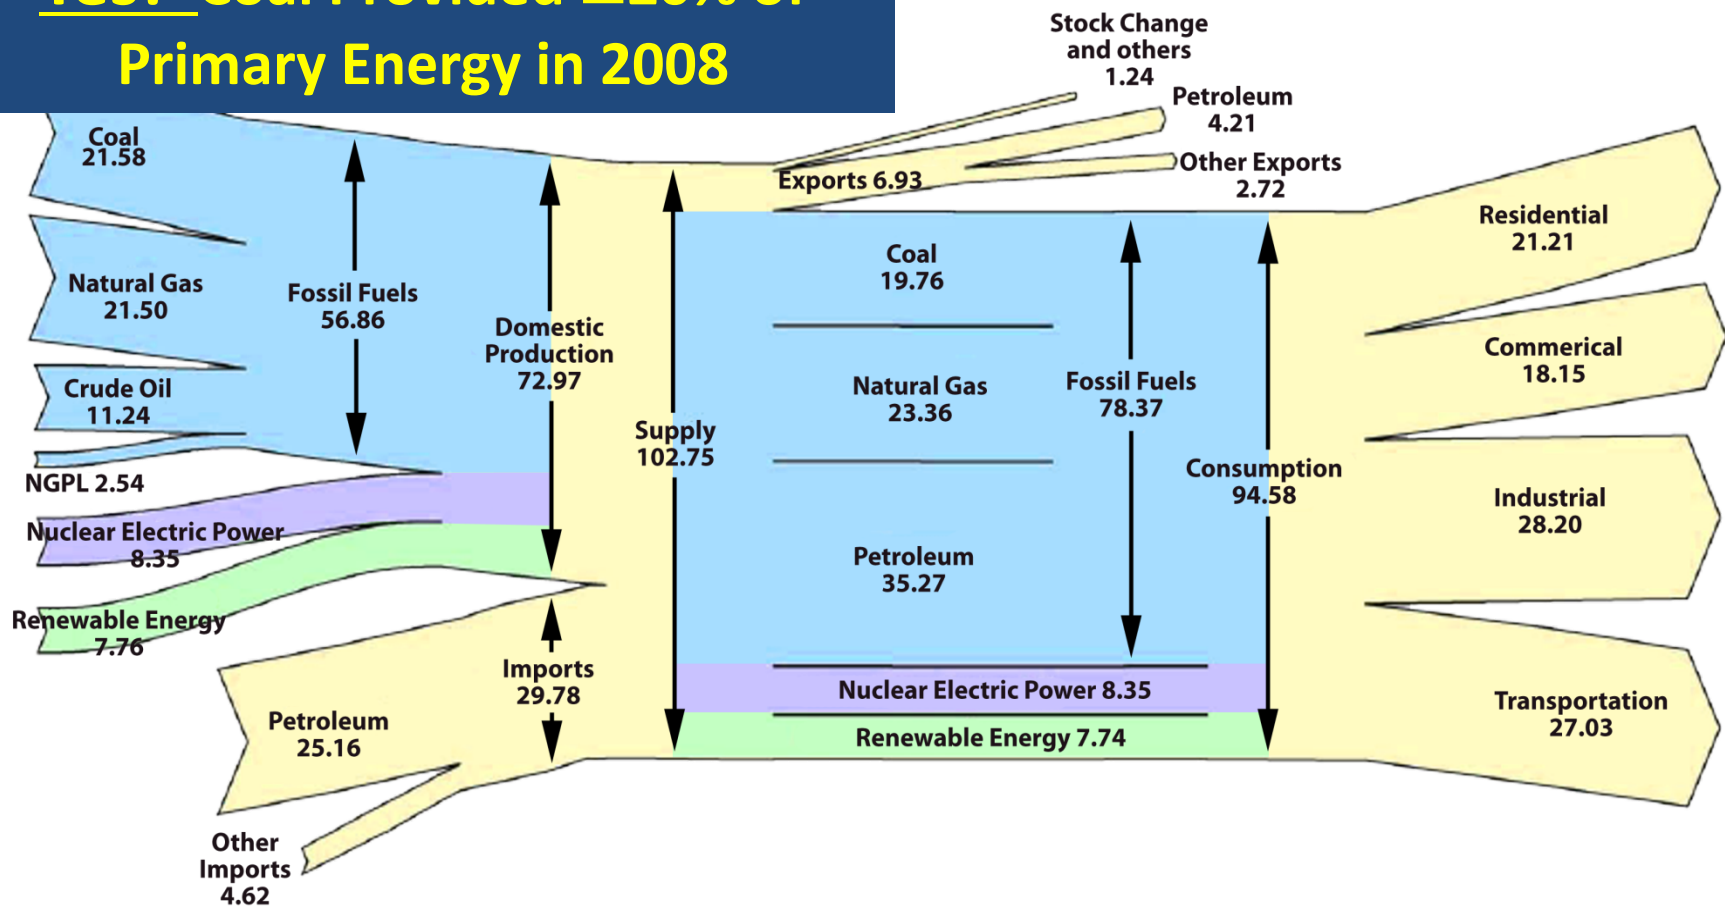 Coal Provided
Primary Energy in 2008
Stock Change
and others
1.24
Petroleum
4.21
Other Exports
2.72
Exports 6.93
Coal
21.58
Natural Gas
21.50
Crude Oil
11.24
NGPL 2.54
Nuclear Electric Power
8.35
Renewable Energy
7.76
Fossil Fuels
56.86
Domestic
Production
72.97
Imports
29.78
Petroleum
25.16
Other
Imports
4.62
Supply
102.75
Coal
19.76
Natural Gas
23.36
Petroleum
35.27
Nuclear Electric Power 8.35
Renewable Energy 7.74
Fossil Fuels
78.37
Consumption
94.58
Residential
21.21
Commerical
18.15
Industrial
28.20
Transportation
27.03